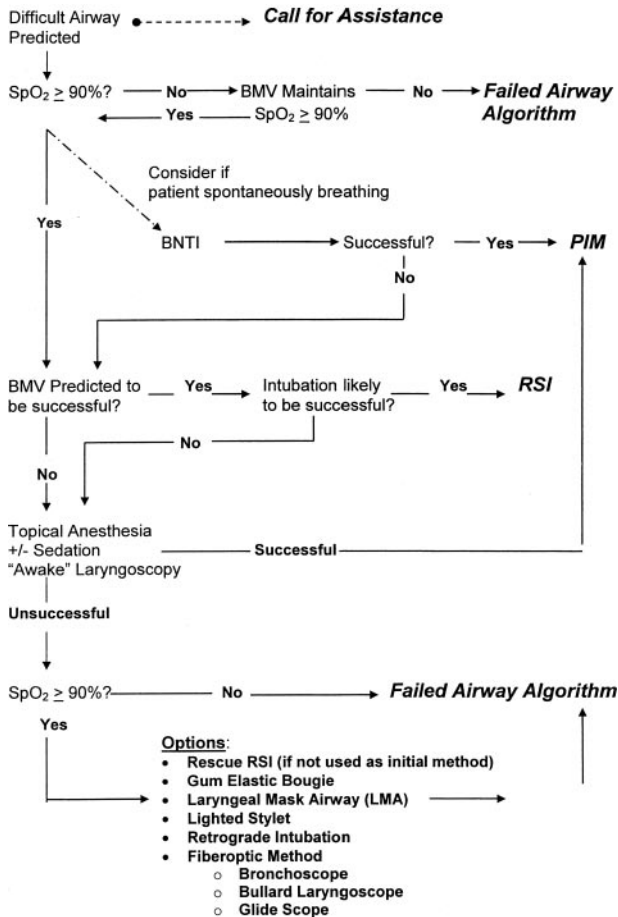 Difficult Airway Call for Assistance
Predicted
SpO₂ ≥ 90%? No BMV Maintains No Failed Airway
Yes SpO₂ ≥ 90% Algorithm
Consider if
patient spontaneously breathing
Yes
BNTI Successful? Yes PIM
No
BMV Predicted to Yes Intubation likely Yes RSI
be successful? to be successful?
No
No
Topical Anesthesia
+/- Sedation Successful
"Awake" Laryngoscopy
Unsuccessful
SpO₂ ≥ 90%? No Failed Airway Algorithm
Yes
Options:
• Rescue RSI (if not used as initial method)
• Gum Elastic Bougie
• Laryngeal Mask Airway (LMA)
• Lighted Stylet
• Retrograde Intubation
• Fiberoptic Method
o Bronchoscope
o Bullard Laryngoscope
o Glide Scope